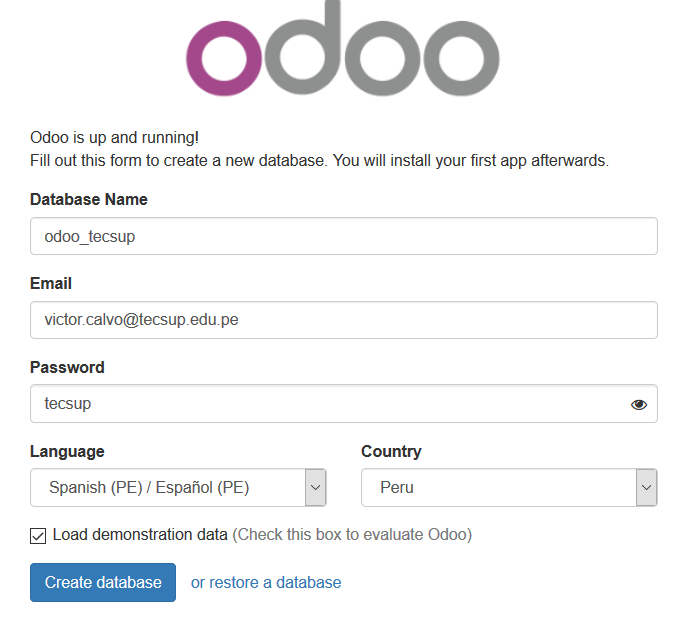 odoo
Odoo is up and running!
Fill out this form to create a new database. You will install your first app afterwards.
Database Name
odoo_tecsup
Email
victor.calvo@tecsup.edu.pe
Password
tecsup
Language Country
Spanish (PE) / Español (PE) Peru
Load demonstration data (Check this box to evaluate Odoo)
Create database or restore a database